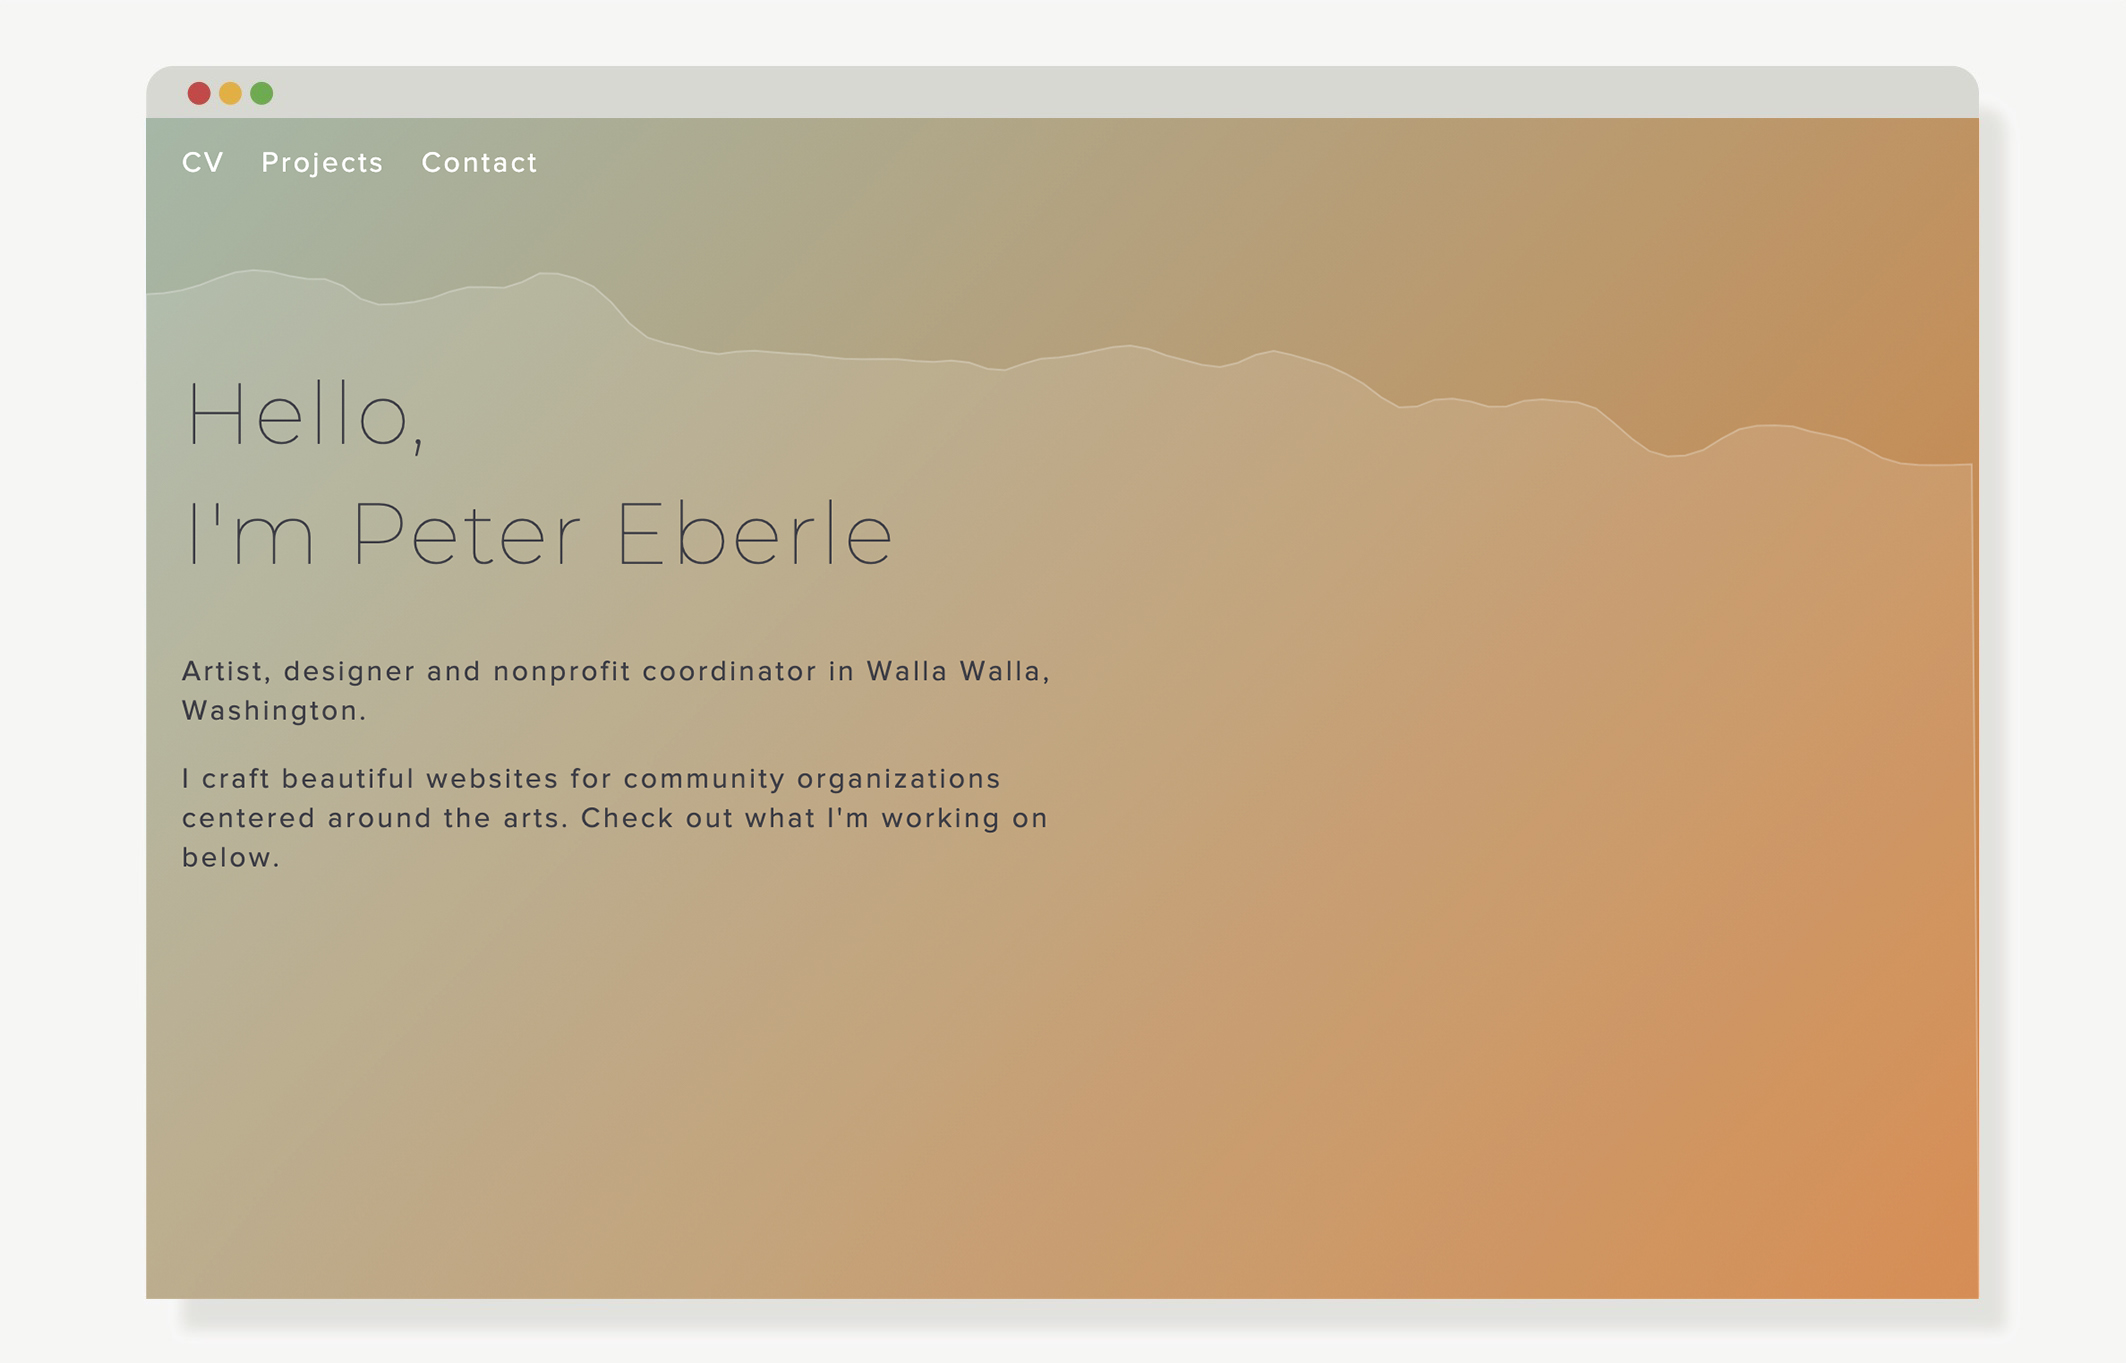 CV Projects Contact
Hello,
I'm Peter Eberle
Artist, designer and nonprofit coordinator in Walla Walla,
Washington.
I craft beautiful websites for community organizations
centered around the arts. Check out what I'm working on
below.